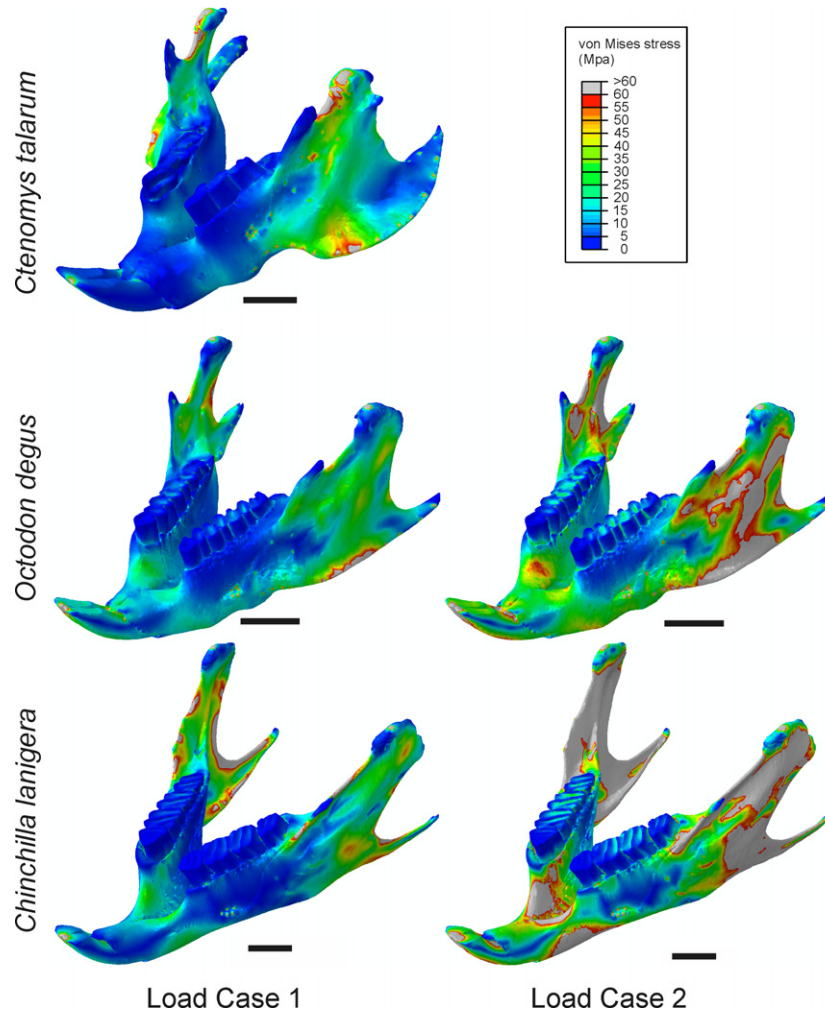 Ctenomys talarum
von Mises stress
(Mpa)
>60
60
55
50
45
40
35
30
25
20
15
10
5
0
Octodon degus
Chinchilla lanigera
Load Case 1
Load Case 2